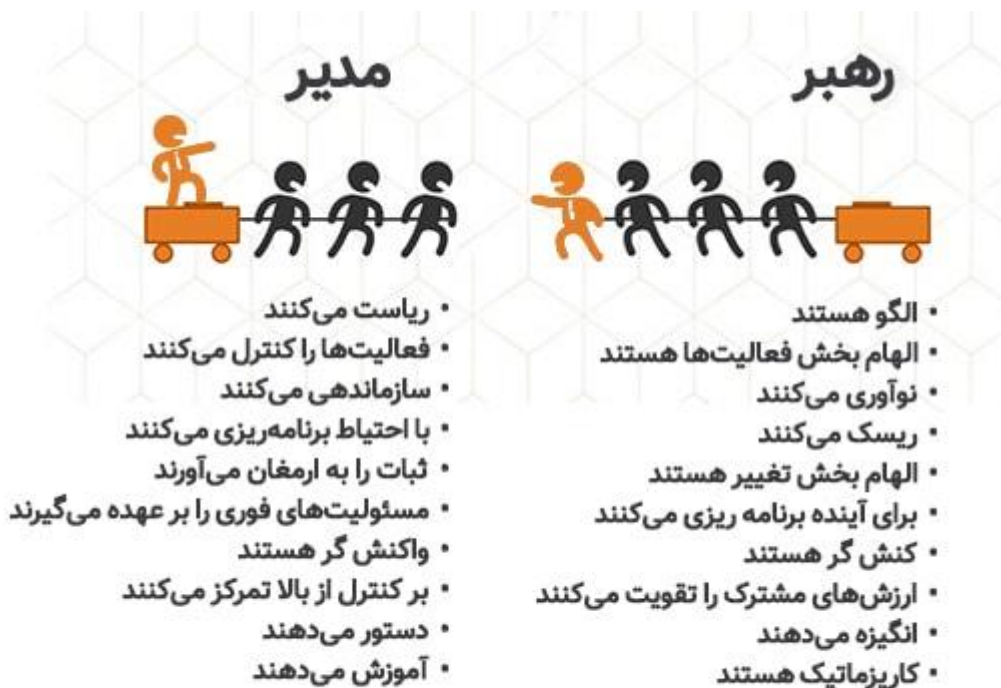 رهبر
• الگو هستند
• الهام بخش فعالیت‌ها هستند
• نوآوری می‌کنند
• ریسک می‌کنند
• الهام بخش تغییر هستند
• برای آینده برنامه ریزی می‌کنند
• کنش گر هستند
• ارزش‌های مشترک را تقویت می‌کنند
• انگیزه می‌دهند
• کاریزماتیک هستند
مدیر
• ریاست می‌کنند
• فعالیت‌ها را کنترل می‌کنند
• سازماندهی می‌کنند
• با احتیاط برنامه‌ریزی می‌کنند
• ثبات را به ارمغان می‌آورند
• مسئولیت‌های فوری را بر عهده می‌گیرند
• واکنش گر هستند
• بر کنترل از بالا تمرکز می‌کنند
• دستور می‌دهند
• آموزش می‌دهند